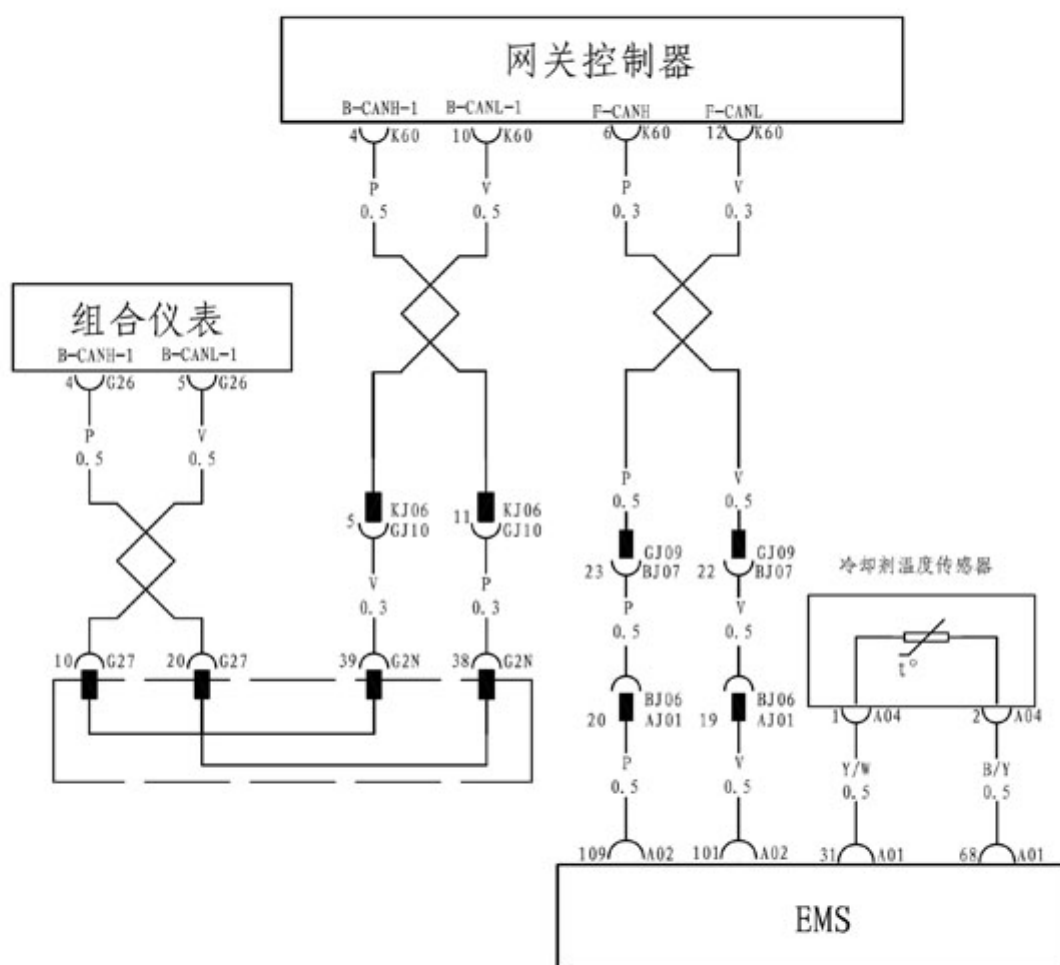 网关控制器
B-CANH-1 B-CANL-1 F-CANH F-CANL
4 K60 10 K60 6 K60 12 K60
P V P V
0.5 0.5 0.3 0.3
组合仪表
B-CANH-1 B-CANL-1
4 G26 5 G26
P V
0.5 0.5
P V
0.5 0.5
5 KJ06 11 KJ06
GJ10 GJ10
GJ09 GJ09
23 BJ07 22 BJ07
冷却剂温度传感器
V P P V
0.3 0.3 0.5 0.5
10 G27 20 G27 39 G2N 38 G2N
t°
BJ06 BJ06
20 AJ01 19 AJ01
1 A04 2 A04
P V Y/W B/Y
0.5 0.5 0.5 0.5
109 A02 101 A02 31 A01 68 A01
EMS